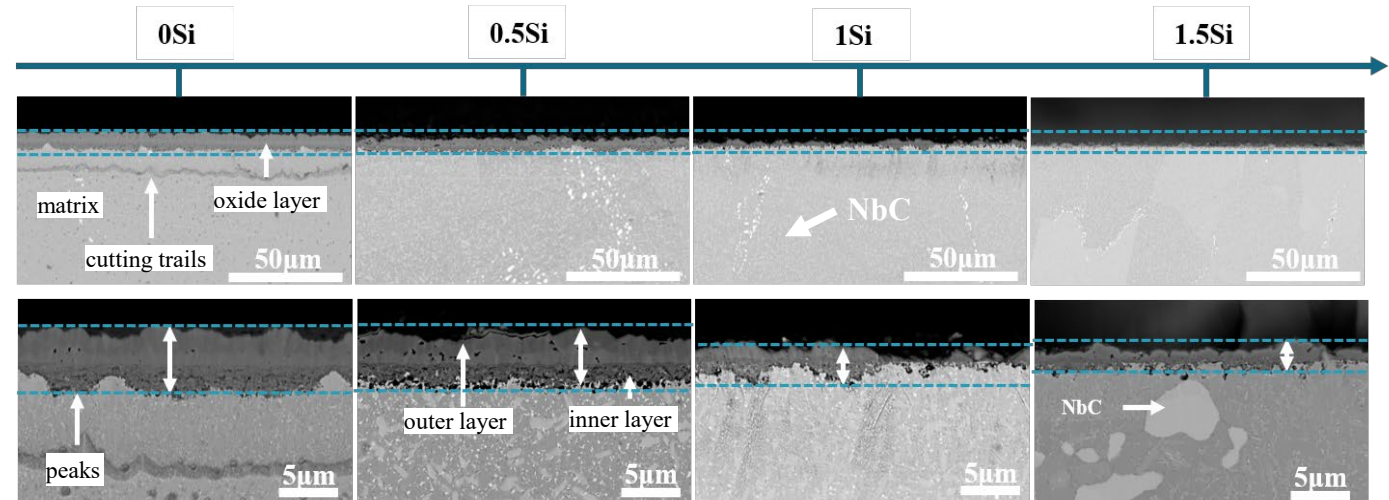 0Si
0.5Si
1Si
1.5Si
matrix
oxide layer
cutting trails
50µm
50µm
NbC
50µm
50µm
peaks
5µm
outer layer
inner layer
5µm
5µm
NbC
5µm